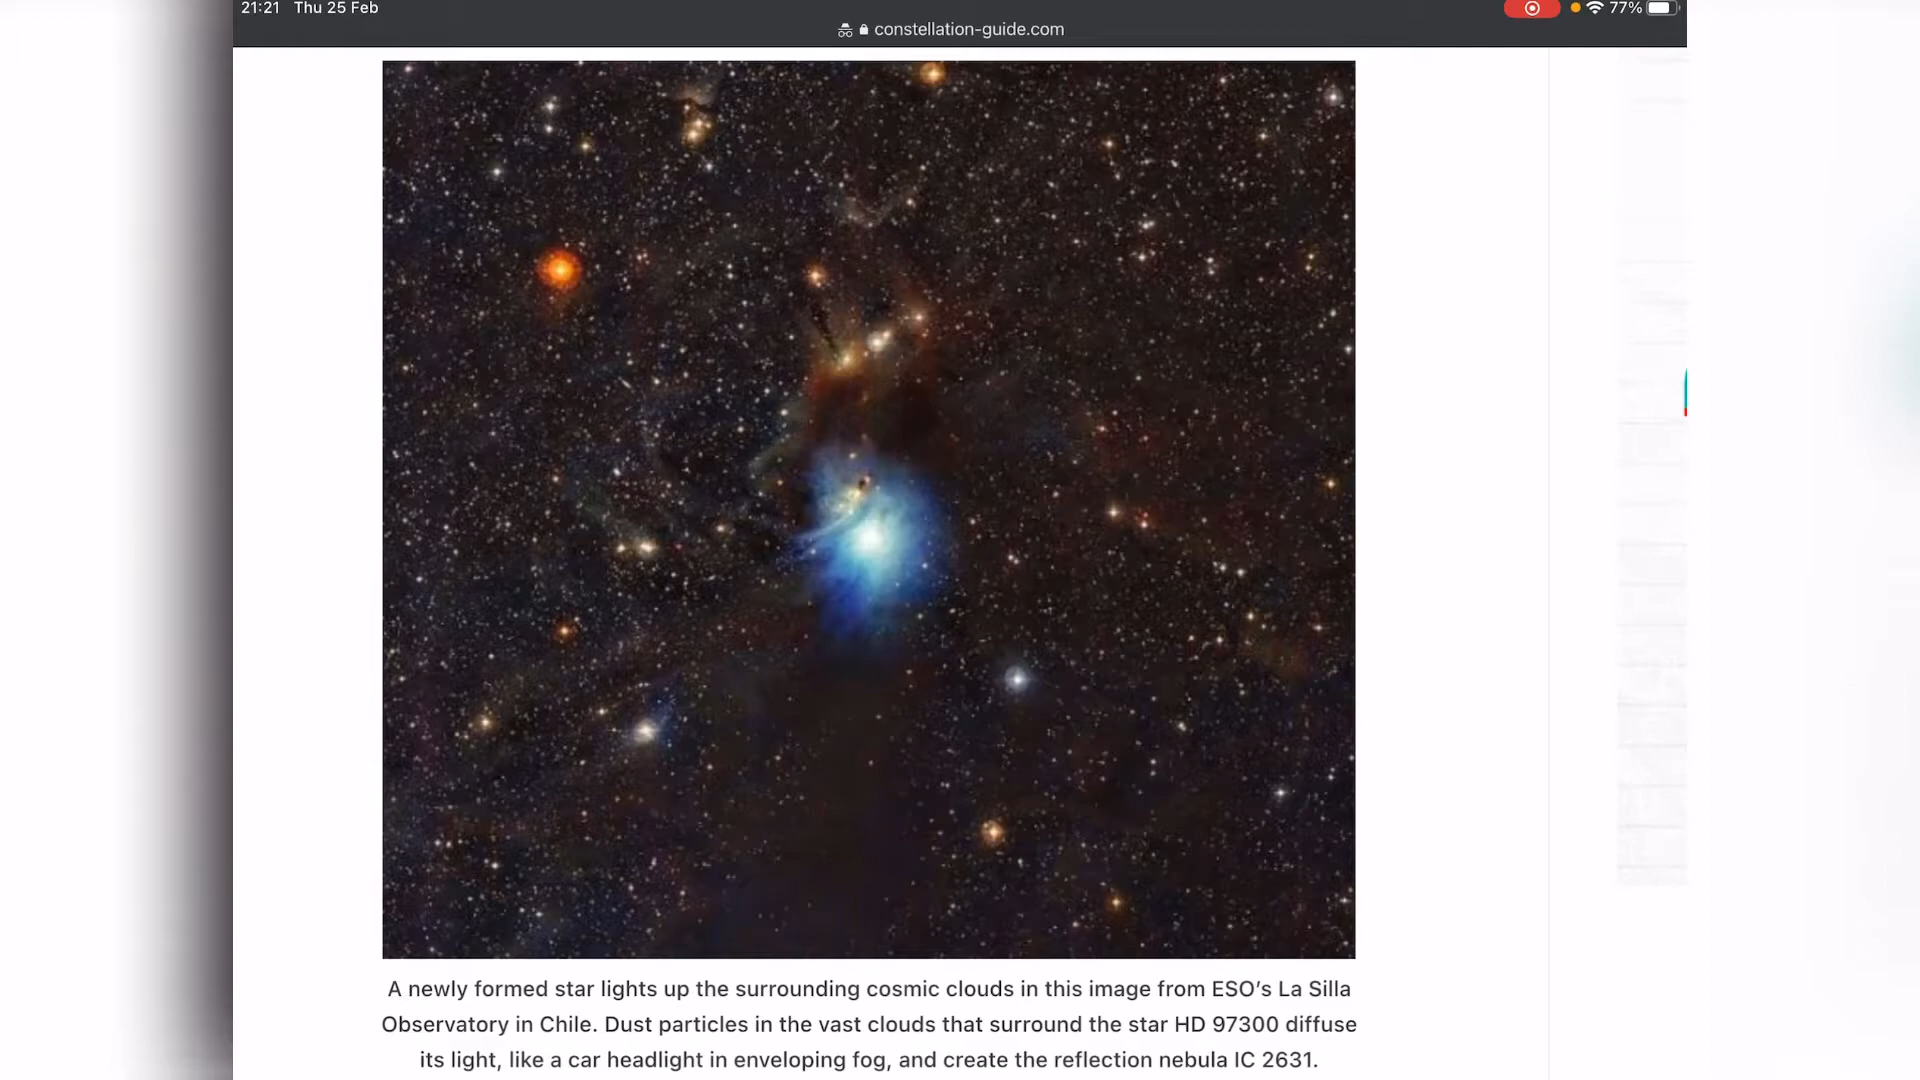 21:21 Thu 25 Feb
77%
constellation-guide.com
A newly formed star lights up the surrounding cosmic clouds in this image from ESO’s La Silla
Observatory in Chile. Dust particles in the vast clouds that surround the star HD 97300 diffuse
its light, like a car headlight in enveloping fog, and create the reflection nebula IC 2631.